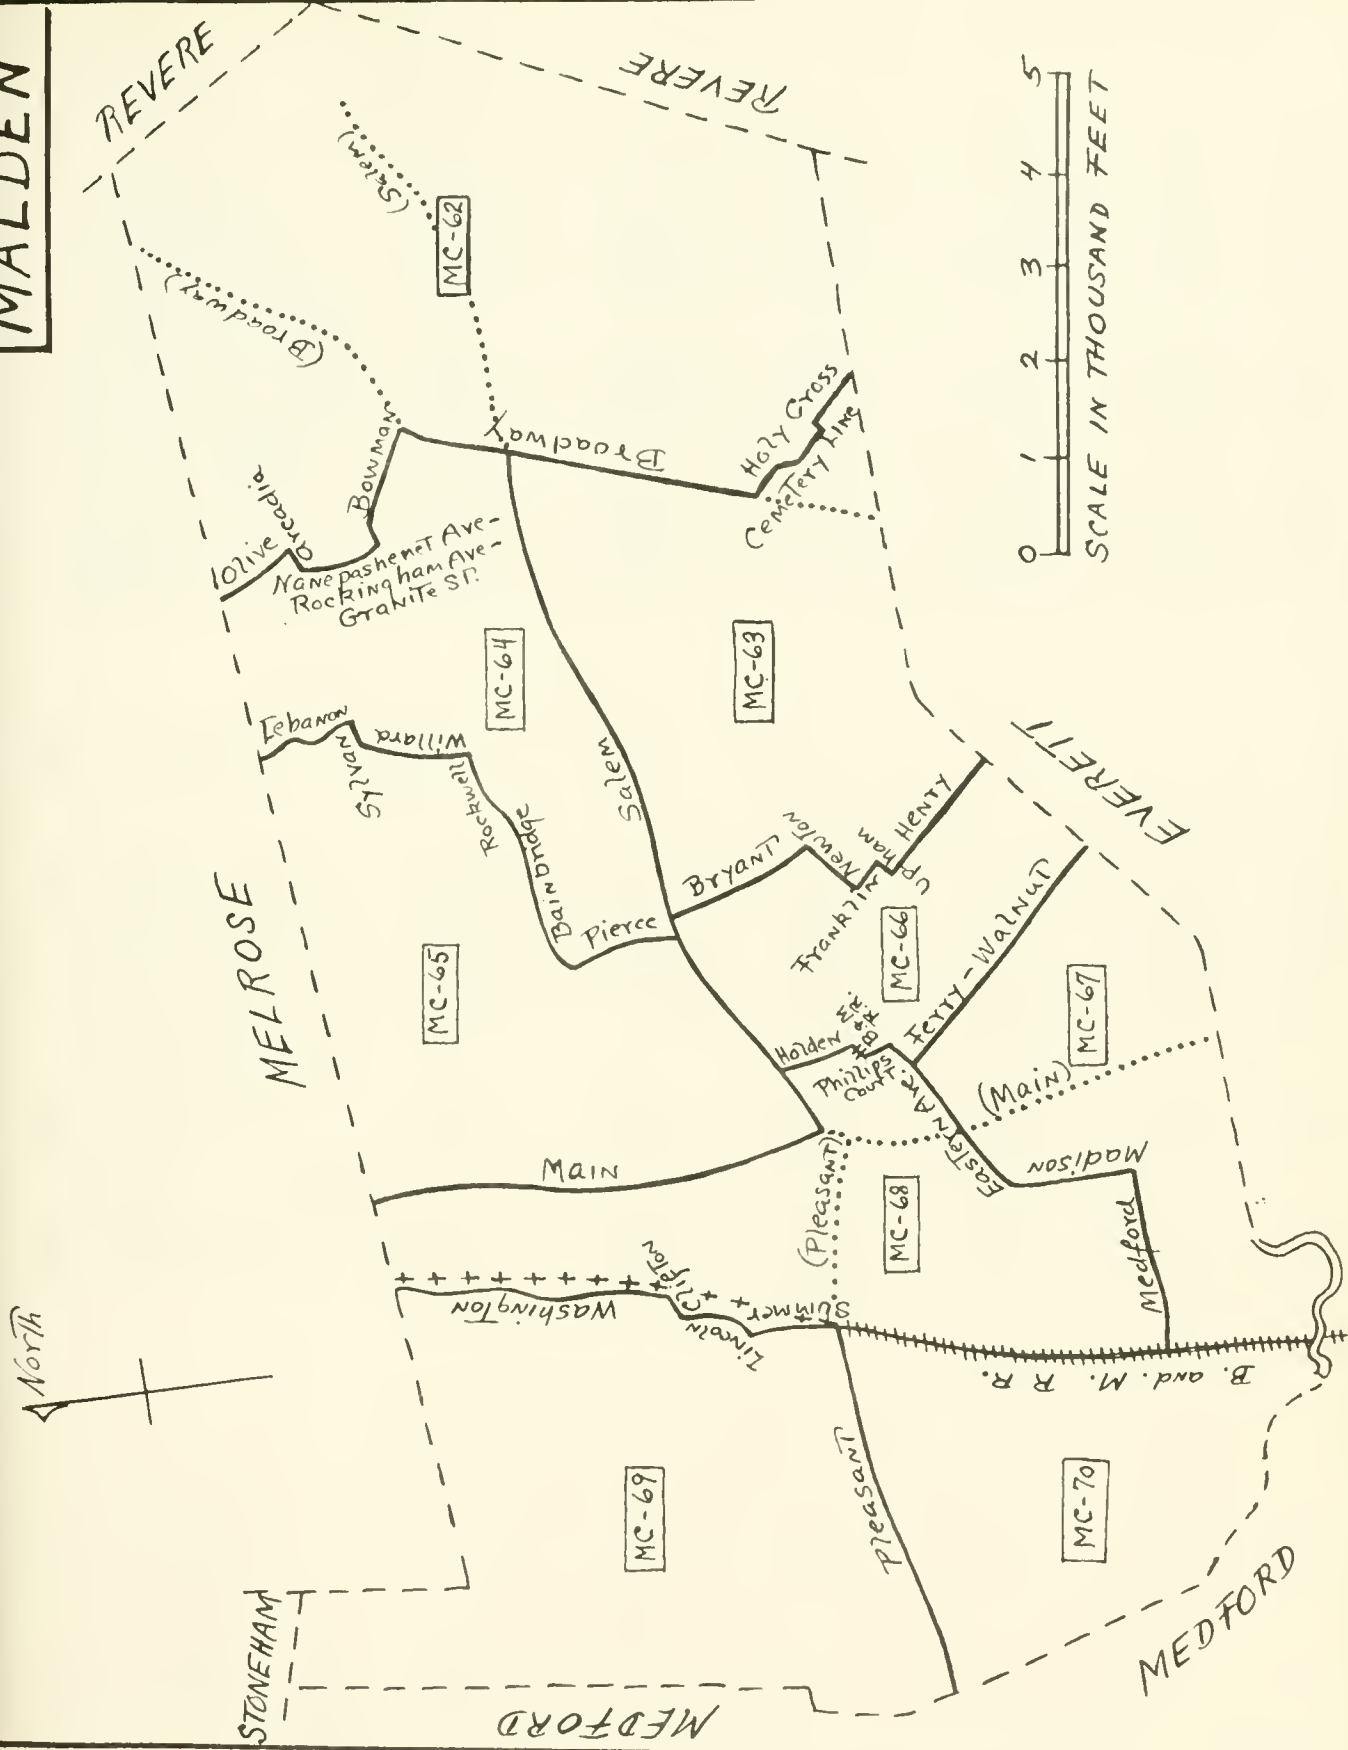 MALDEN
North
STONEHAM
MEDFORD
MELROSE
REVERE
REVERE
EVERETT
MEDFORD
MC-69
MC-70
Pleasant
Washington
Clifton
Lincoln
Summer
B. and. M. R R.
Main
(Pleasant)
MC-68
Medford
Madison
Eastern Av.
(Main)
MC-67
MC-65
Holden
B.&M.
R.R.
Phillips
Court
Ferry - Walnut
MC-66
Franklin
Upham
Newton
Henry
Bryant
Pierce
Bainbridge
Rockwell
Willard
Sylvan
Lebanon
Salem
MC-64
MC-63
Olive
Arcadia
Nanepashemet Ave-
Rockingham Ave-
Granite St.
Bowman
Broadway
(Broadway)
(Salem)
MC-62
Holy Cross
Cemetery Line
0 1 2 3 4 5
SCALE IN THOUSAND FEET